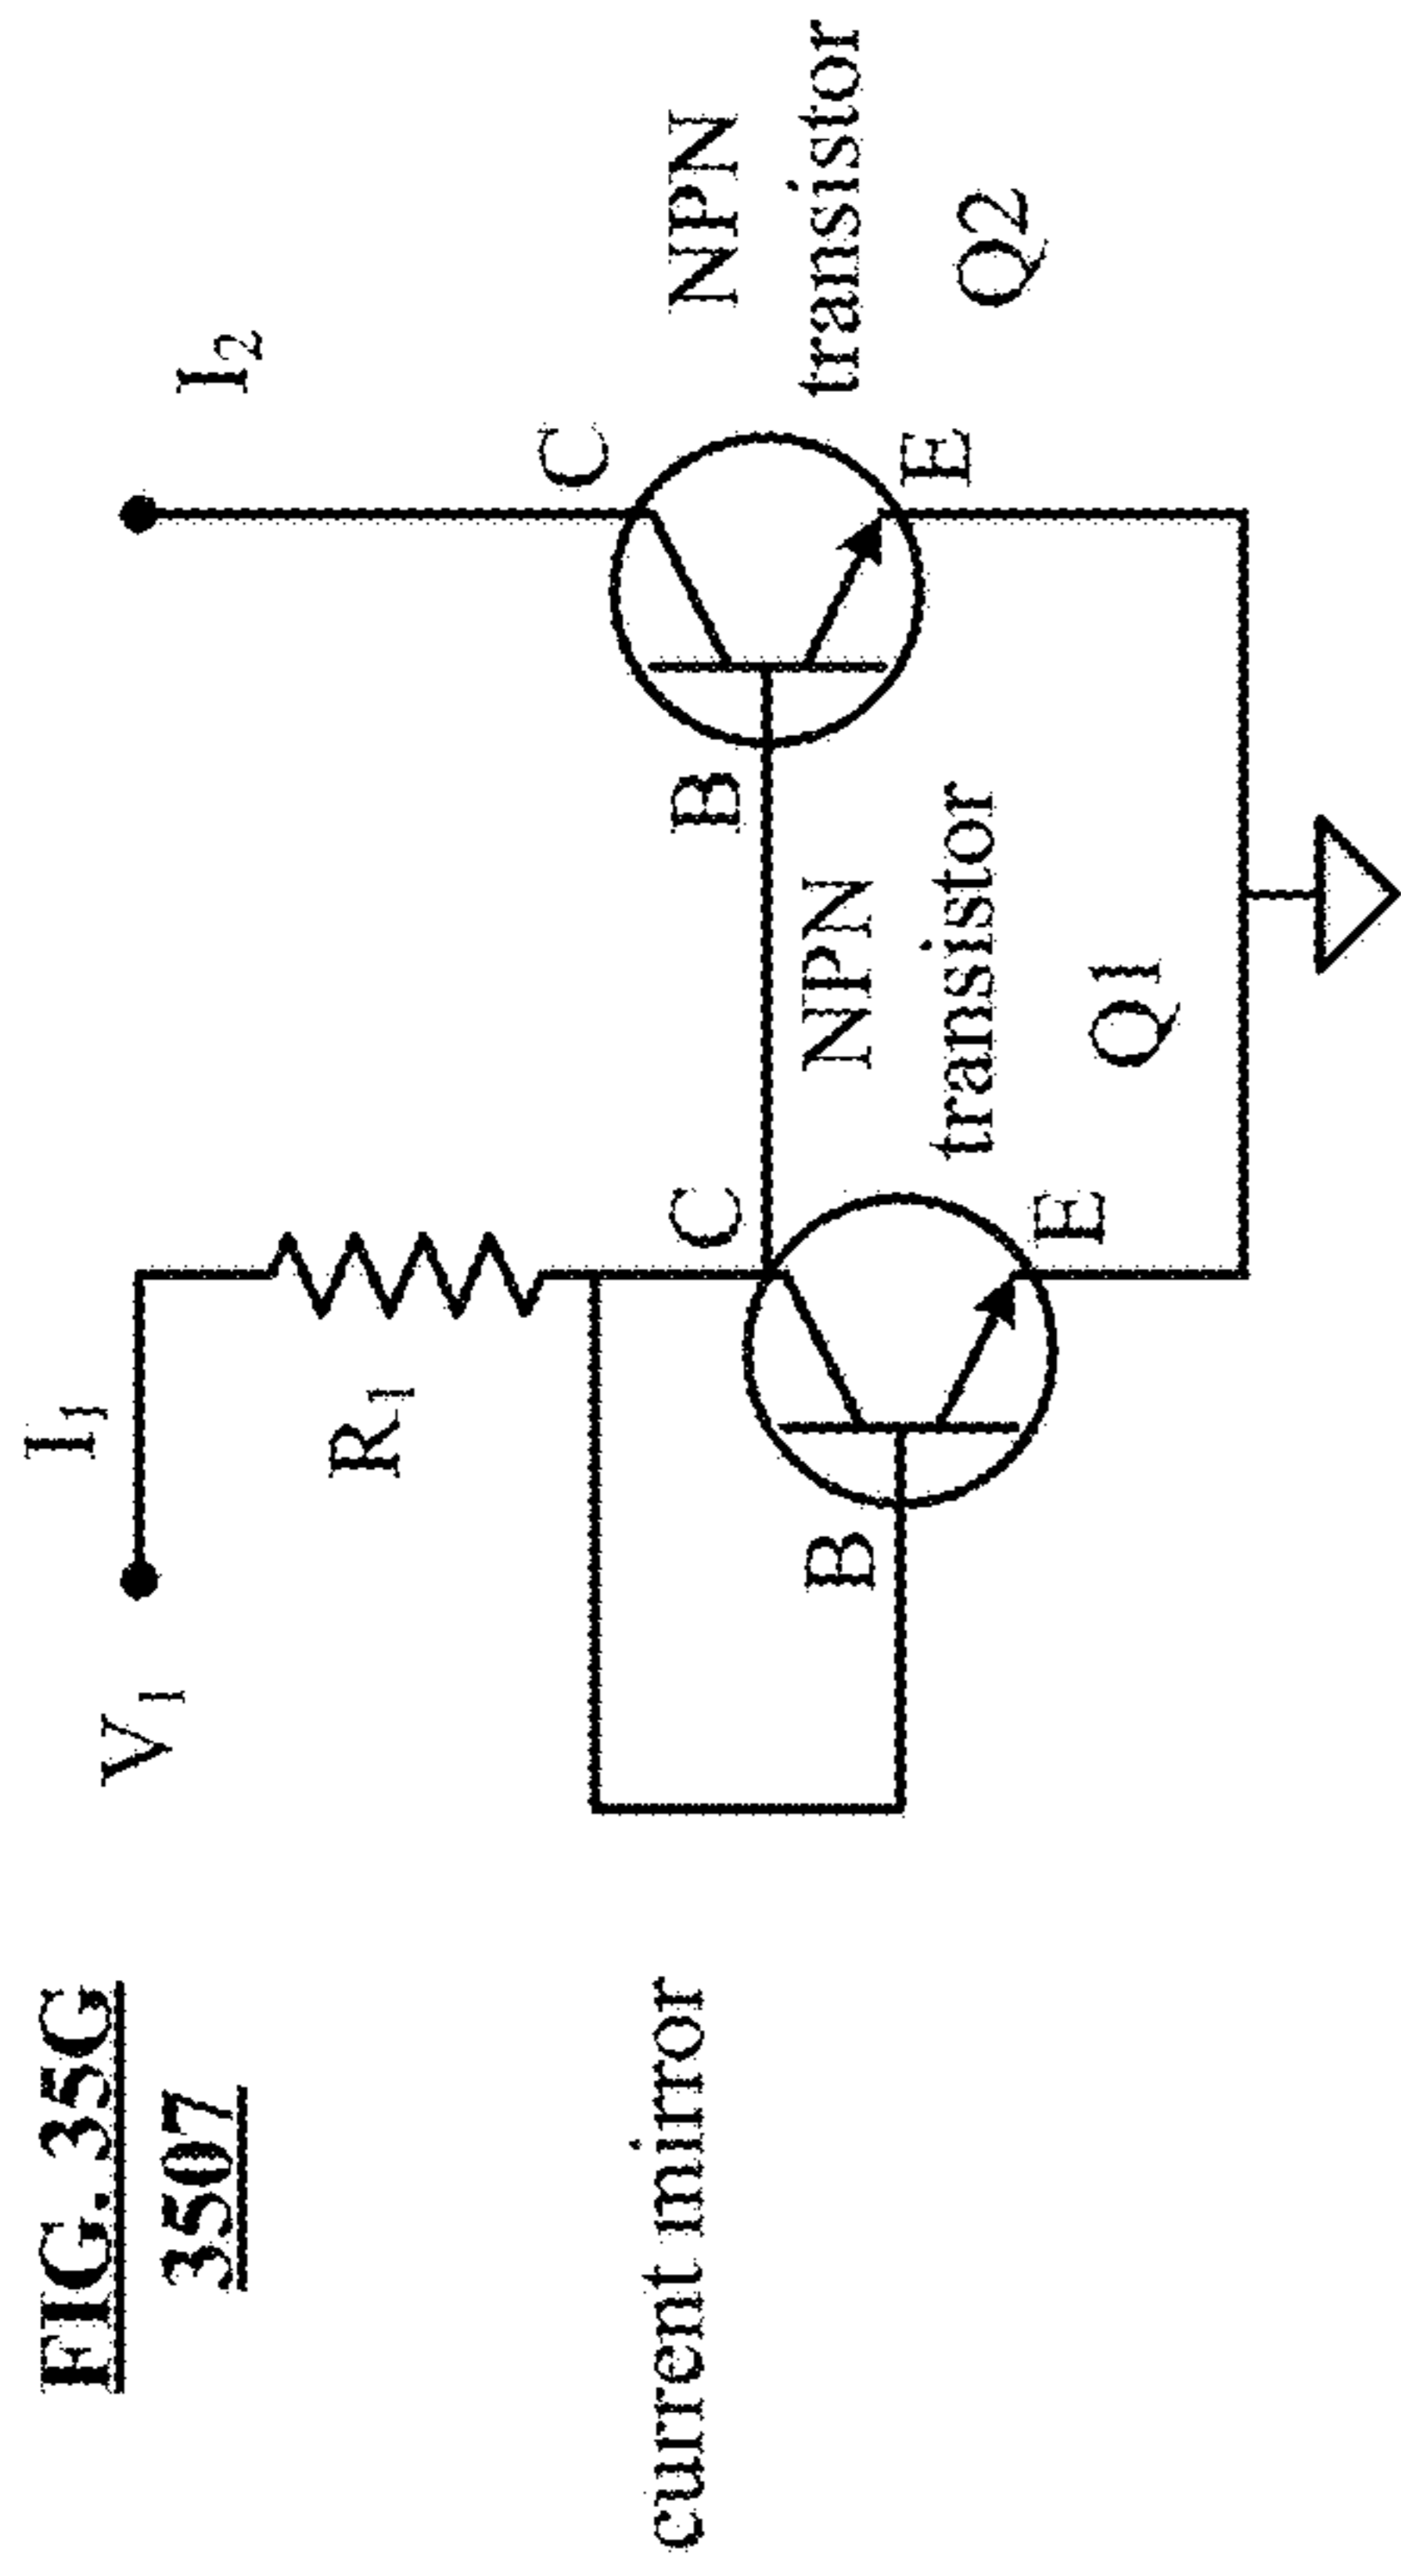 FIG. 35G
3507
current mirror
V1
I1
R1
B
C
E
NPN
transistor
Q1
I2
B
C
E
NPN
transistor
Q2